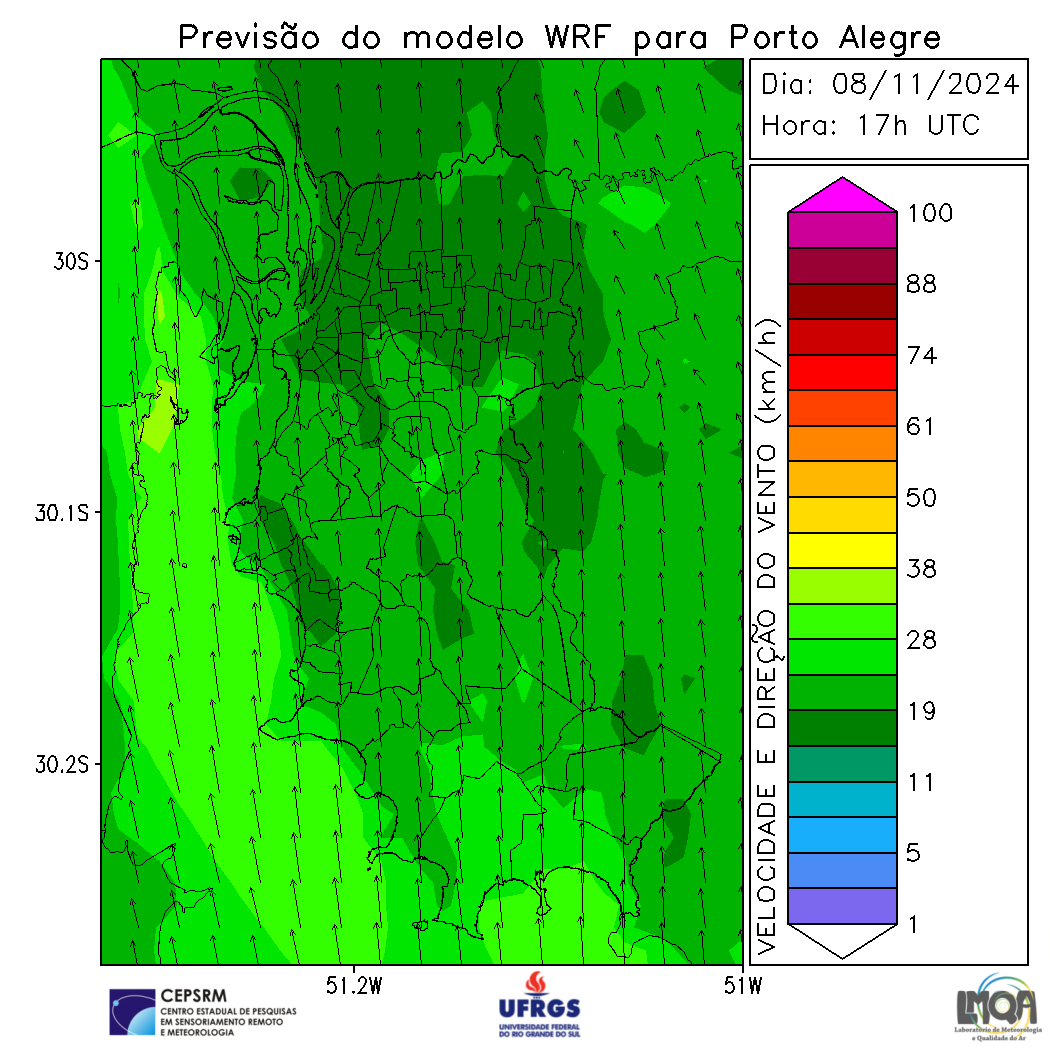 Previsão do modelo WRF para Porto Alegre
Dia: 08/11/2024
Hora: 17h UTC
30S
30.1S
30.2S
51.2W
51W
VELOCIDADE E DIREÇÃO DO VENTO (km/h)
100
88
74
61
50
38
28
19
11
5
1
CEPSRM
CENTRO ESTADUAL DE PESQUISAS
EM SENSORIAMENTO REMOTO
E METEOROLOGIA
UFRGS
UNIVERSIDADE FEDERAL
DO RIO GRANDE DO SUL
LMQA
Laboratório de Meteorologia
e Qualidade do Ar